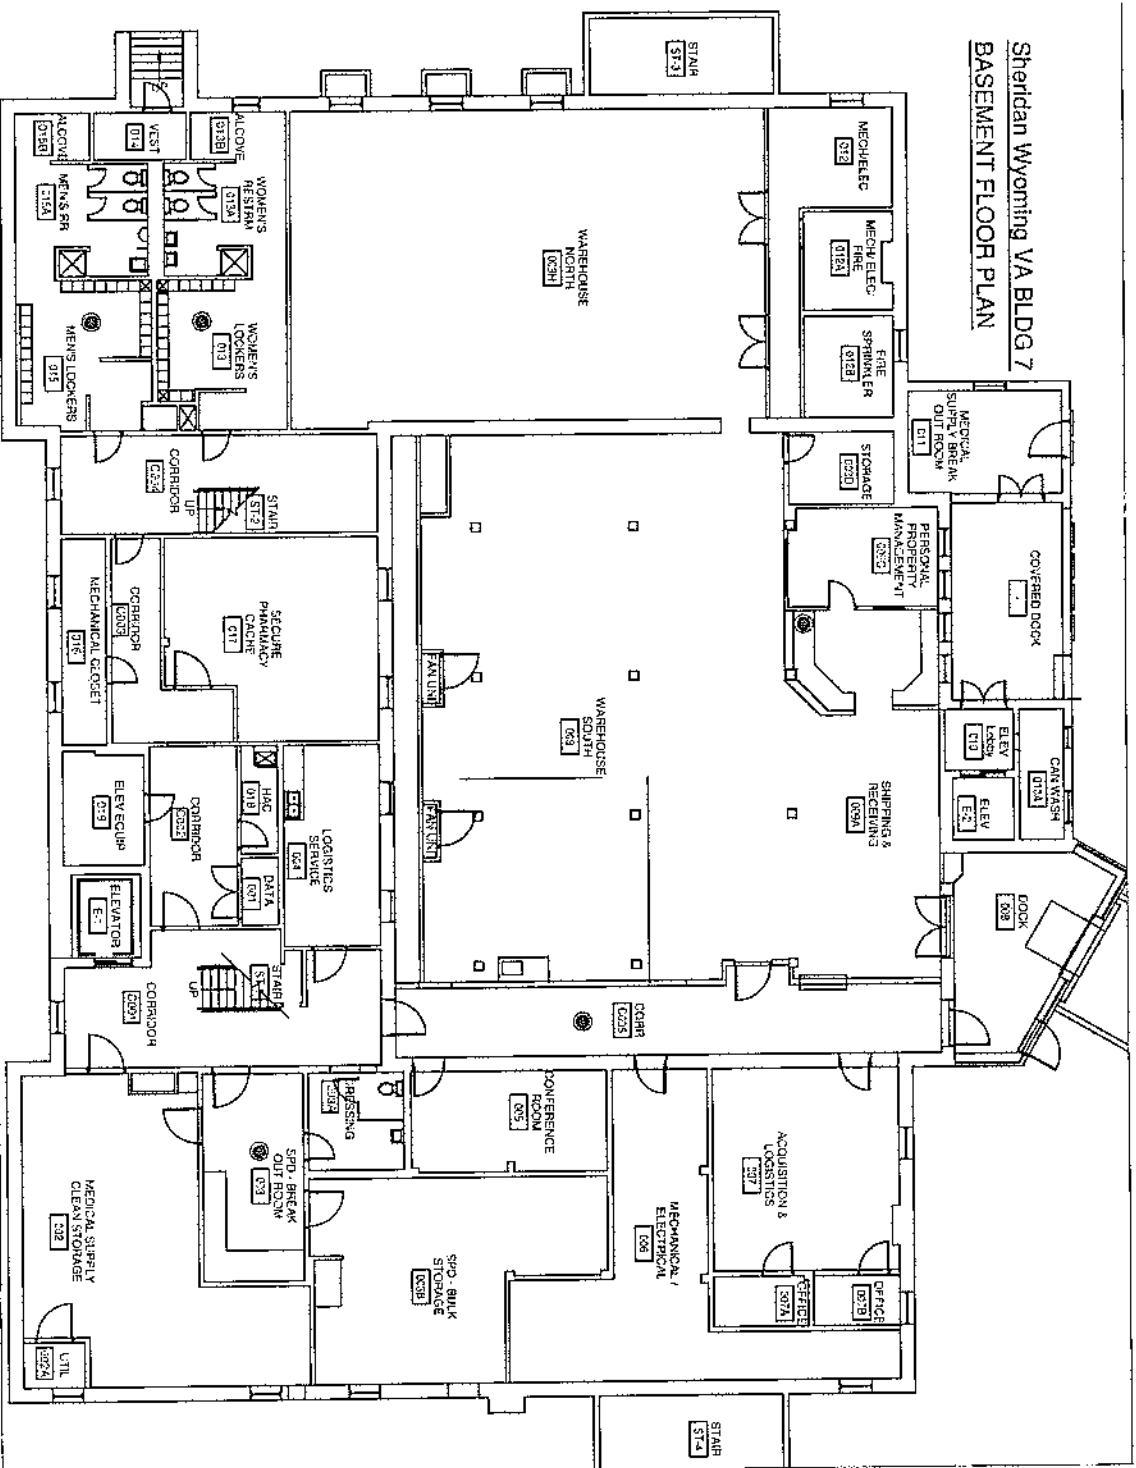 Sheridan Wyoming VA BLDG 7
BASEMENT FLOOR PLAN
STAIR
ST-3
MECH/ELEC
012
MECH/ELEC/
FIRE
012A
FIRE
SPRINKLER
012B
MEDICAL
SUPPLY BREAK
OUT ROOM
011
COVERED DOCK
ELEV
Lobby
010
CAN WASH
010A
ELEV
E-2
DOCK
008
STORAGE
PERSONAL
PROPERTY
MANAGEMENT
SHIPPING &
RECEIVING
009A
WAREHOUSE
NORTH
WAREHOUSE
SOUTH
009
FAN UNIT
FAN UNIT
CORR
C005
ALCOVE
013B
WOMEN'S
RESTRM
013A
VEST
014
ALCOVE
015B
MEN'S RR
015A
WOMEN'S
LOCKERS
013
MEN'S LOCKERS
015
CORRIDOR
C004
UP
STAIR
ST-2
CORRIDOR
C003
SECURE
PHARMACY
CACHE
017
MECHANICAL CLOSET
016
HAC
018
DATA
001
LOGISTICS
SERVICE
004
CORRIDOR
C002
ELEV EQUIP
019
ELEVATOR
E-1
STAIR
UP
CORRIDOR
C001
ACQUISITION &
LOGISTICS
007
OFFICE
007B
OFFICE
007A
MECHANICAL /
ELECTRICAL
006
CONFERENCE
ROOM
005
DRESSING
003A
SPD - BREAK
OUT ROOM
003
SPD - BULK
STORAGE
003B
MEDICAL SUPPLY
CLEAN STORAGE
002
UTIL
002A
STAIR
ST-4